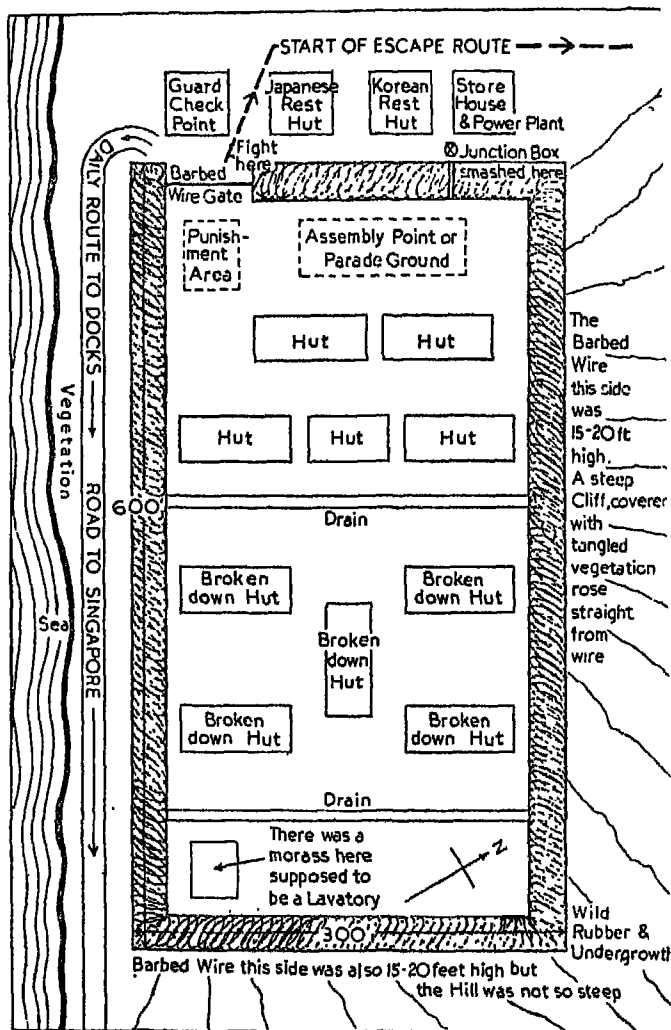 START OF ESCAPE ROUTE
Guard
Check
Point
Japanese
Rest
Hut
Korean
Rest
Hut
Store
House
& Power Plant
Fight
here
Junction Box
smashed here
Barbed
Wire Gate
DAILY ROUTE TO DOCKS
ROAD TO SINGAPORE
Vegetation
Sea
Punish-
ment
Area
Assembly Point or
Parade Ground
Hut
Hut
Hut
Hut
Hut
600
Drain
The
Barbed
Wire
this side
was
15-20ft
high.
A steep
Cliff, coverer
with
tangled
vegetation
rose
straight
from
wire
Broken
down Hut
Broken
down Hut
Broken
down
Hut
Broken
down Hut
Broken
down Hut
Drain
There was a
morass here
supposed to
be a Lavatory
N
300
Wild
Rubber &
Undergrowth
Barbed Wire this side was also 15-20 feet high but
the Hill was not so steep